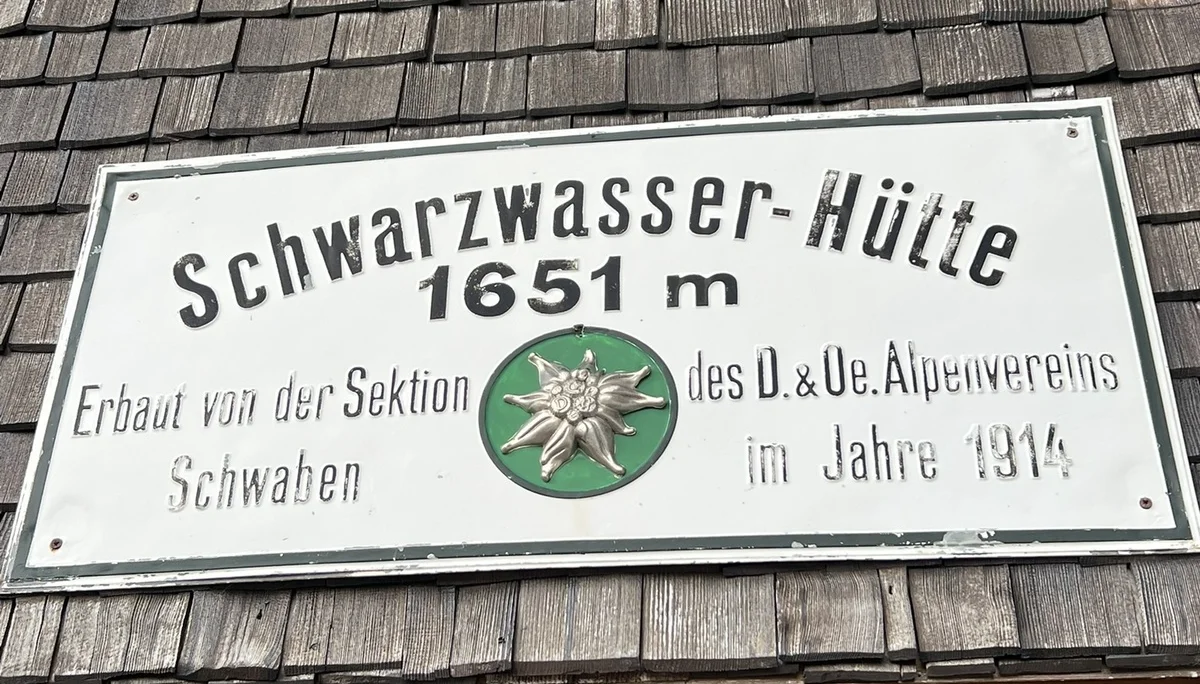 Schwarzwasser-Hütte
1651 m
Erbaut von der Sektion des D. & Oe. Alpenvereins
Schwaben im Jahre 1914